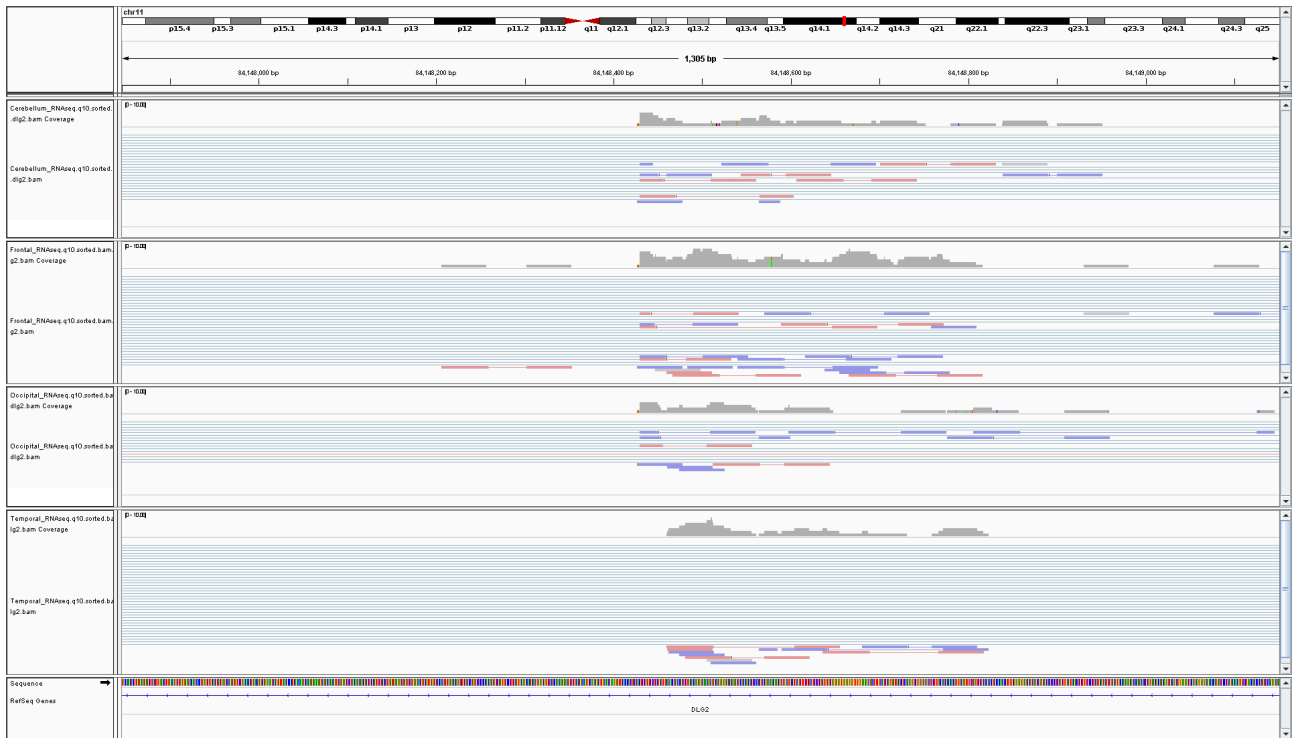 chr11
p15.4 p15.3 p15.1 p14.3 p14.1 p13 p12 p11.2 p11.12 q11 q12.1 q12.3 q13.2 q13.4 q13.5 q14.1 q14.2 q14.3 q21 q22.1 q22.3 q23.1 q23.3 q24.1 q24.3 q25
1,305 bp
84,148,000 bp 84,148,200 bp 84,148,400 bp 84,148,600 bp 84,148,800 bp 84,149,000 bp
Cerebellum_RNAseq.q10.sorted.
.dlg2.bam Coverage
[0 - 10.00]
Cerebellum_RNAseq.q10.sorted.
.dlg2.bam
Frontal_RNAseq.q10.sorted.bam.
g2.bam Coverage
[0 - 10.00]
Frontal_RNAseq.q10.sorted.bam.
g2.bam
Occipital_RNAseq.q10.sorted.ba
dlg2.bam Coverage
[0 - 10.00]
Occipital_RNAseq.q10.sorted.ba
dlg2.bam
Temporal_RNAseq.q10.sorted.ba
lg2.bam Coverage
[0 - 10.00]
Temporal_RNAseq.q10.sorted.ba
lg2.bam
Sequence
RefSeq Genes
DLG2